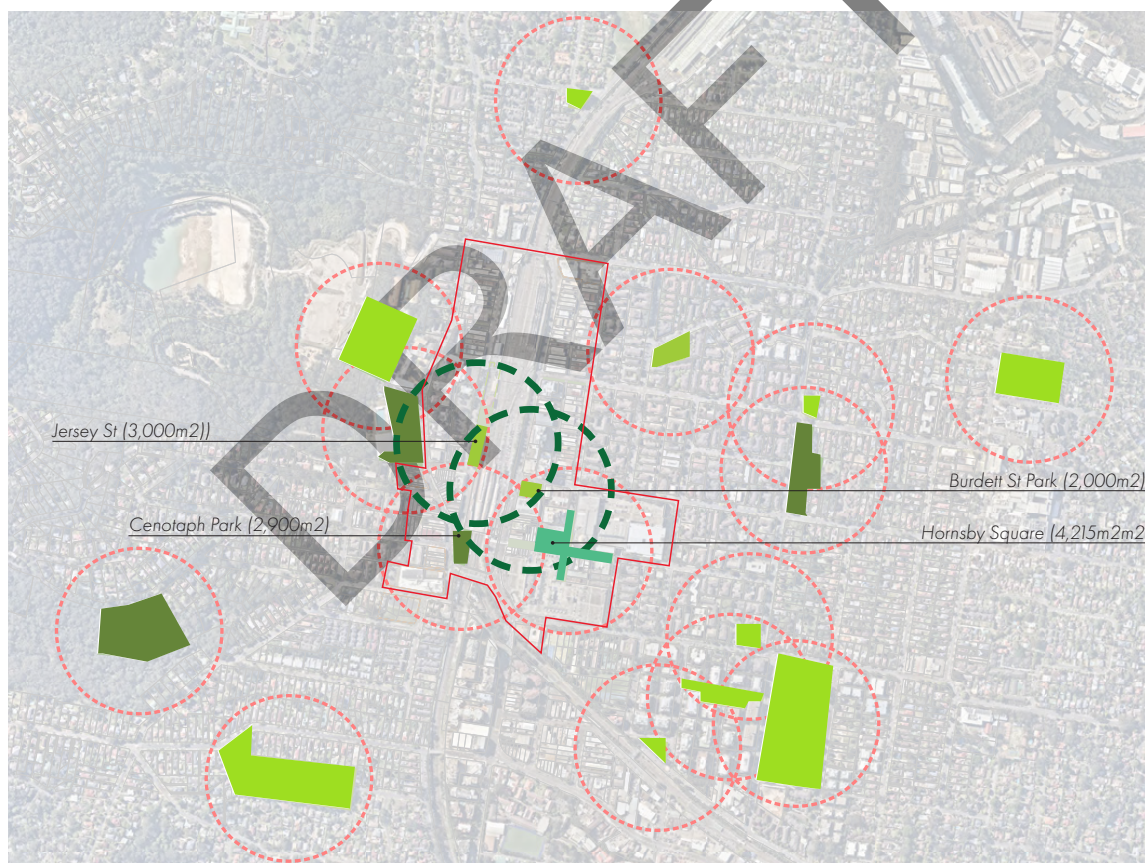 DRAFT
Jersey St (3,000m2))
Burdett St Park (2,000m2)
Cenotaph Park (2,900m2)
Hornsby Square (4,215m2m2